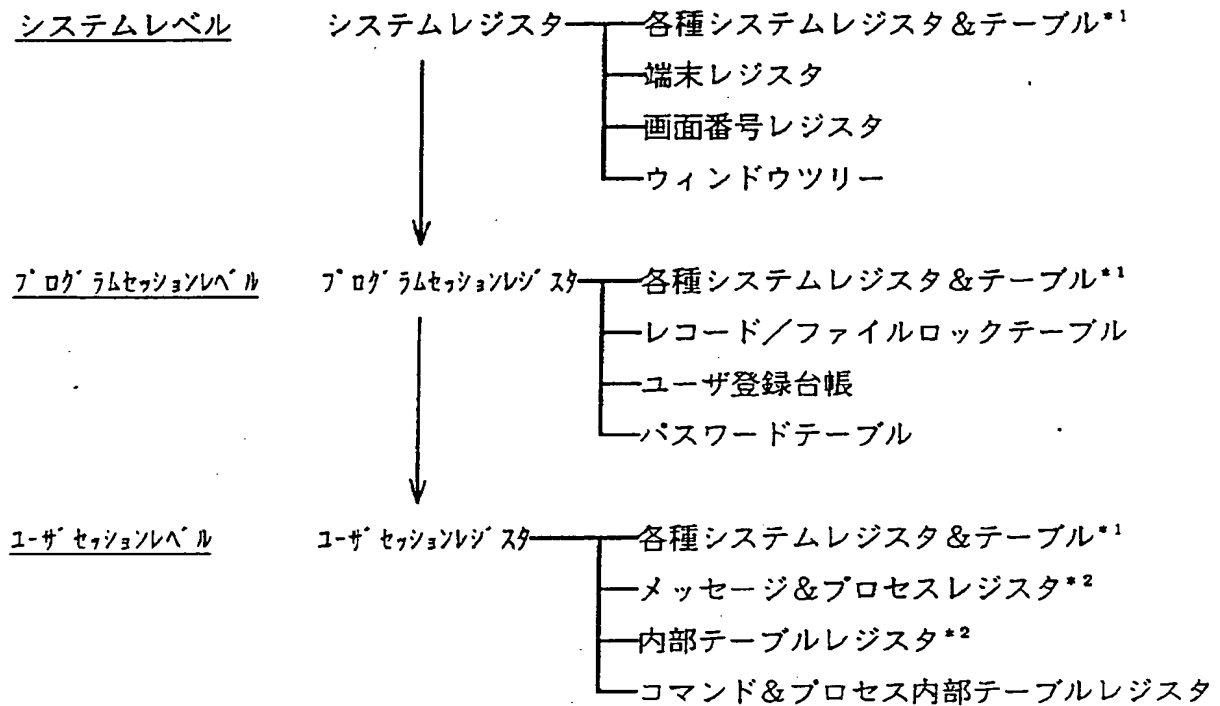 システムレベル システムレジスタ 各種システムレジスタ&テーブル*1
端末レジスタ
画面番号レジスタ
ウィンドウツリー
プログラムセッションレベル プログラムセッションレジスタ 各種システムレジスタ&テーブル*1
レコード/ファイルロックテーブル
ユーザ登録台帳
パスワードテーブル
ユーザセッションレベル ユーザセッションレジスタ 各種システムレジスタ&テーブル*1
メッセージ&プロセスレジスタ*2
内部テーブルレジスタ*2
コマンド&プロセス内部テーブルレジスタ